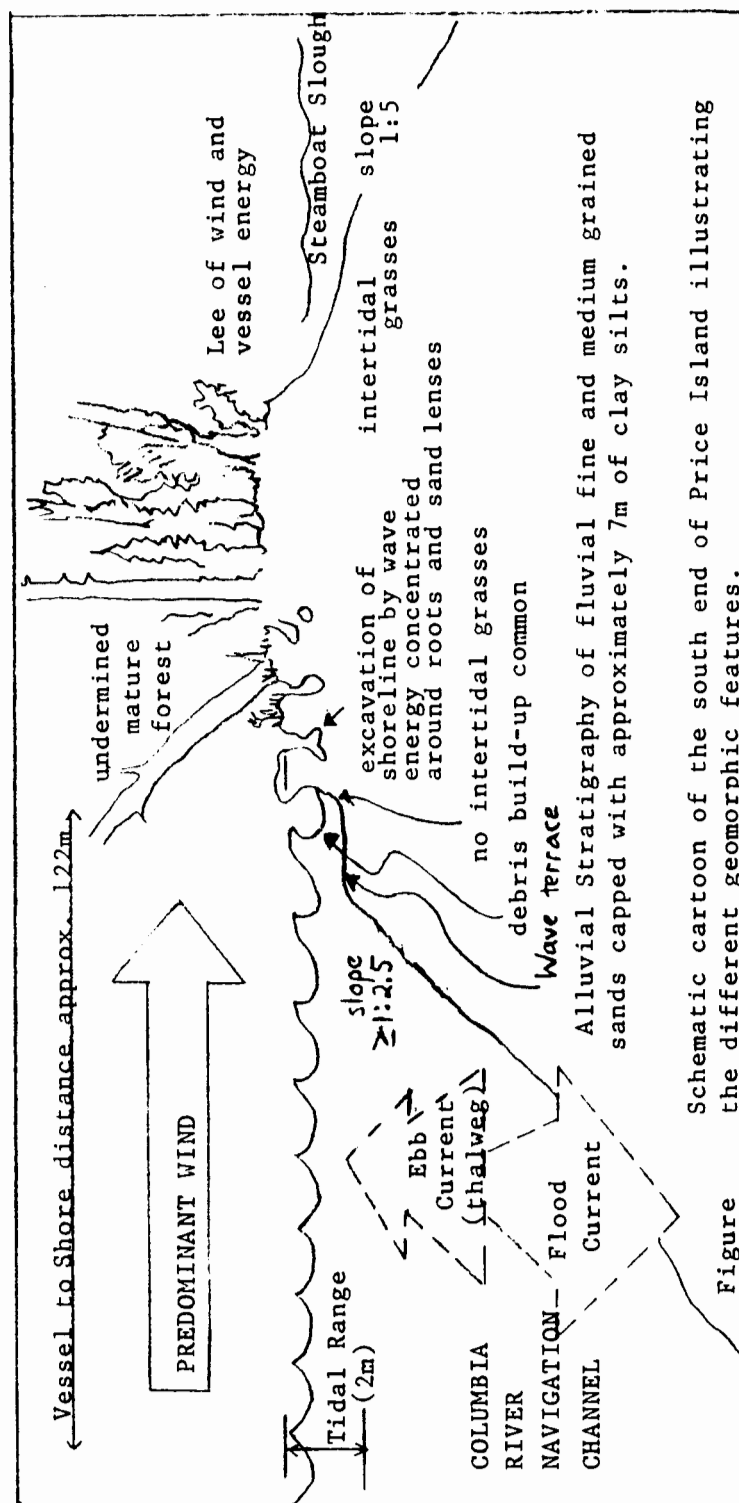 Vessel to Shore distance approx. 122m
PREDOMINANT WIND
undermined
mature
forest
Lee of wind and
vessel energy
Steamboat Slough
Tidal Range
(2m)
slope
≥1:2.5
excavation of
shoreline by wave
energy concentrated
around roots and sand lenses
intertidal
grasses
slope
1:5
no intertidal grasses
debris build-up common
Wave terrace
Ebb
Current
(thalweg)
Flood
Current
COLUMBIA
RIVER
NAVIGATION
CHANNEL
Alluvial Stratigraphy of fluvial fine and medium grained
sands capped with approximately 7m of clay silts.
Figure
Schematic cartoon of the south end of Price Island illustrating
the different geomorphic features.